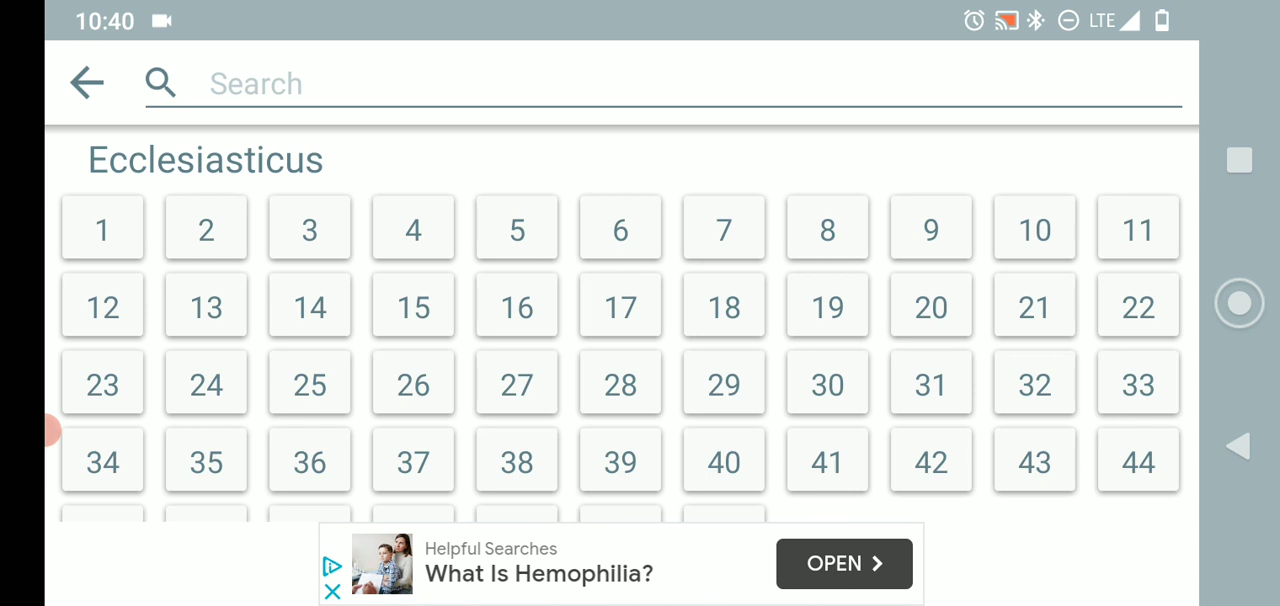 10:40 LTE
Search
Ecclesiasticus
1 2 3 4 5 6 7 8 9 10 11
12 13 14 15 16 17 18 19 20 21 22
23 24 25 26 27 28 29 30 31 32 33
34 35 36 37 38 39 40 41 42 43 44
Helpful Searches
What Is Hemophilia?
OPEN